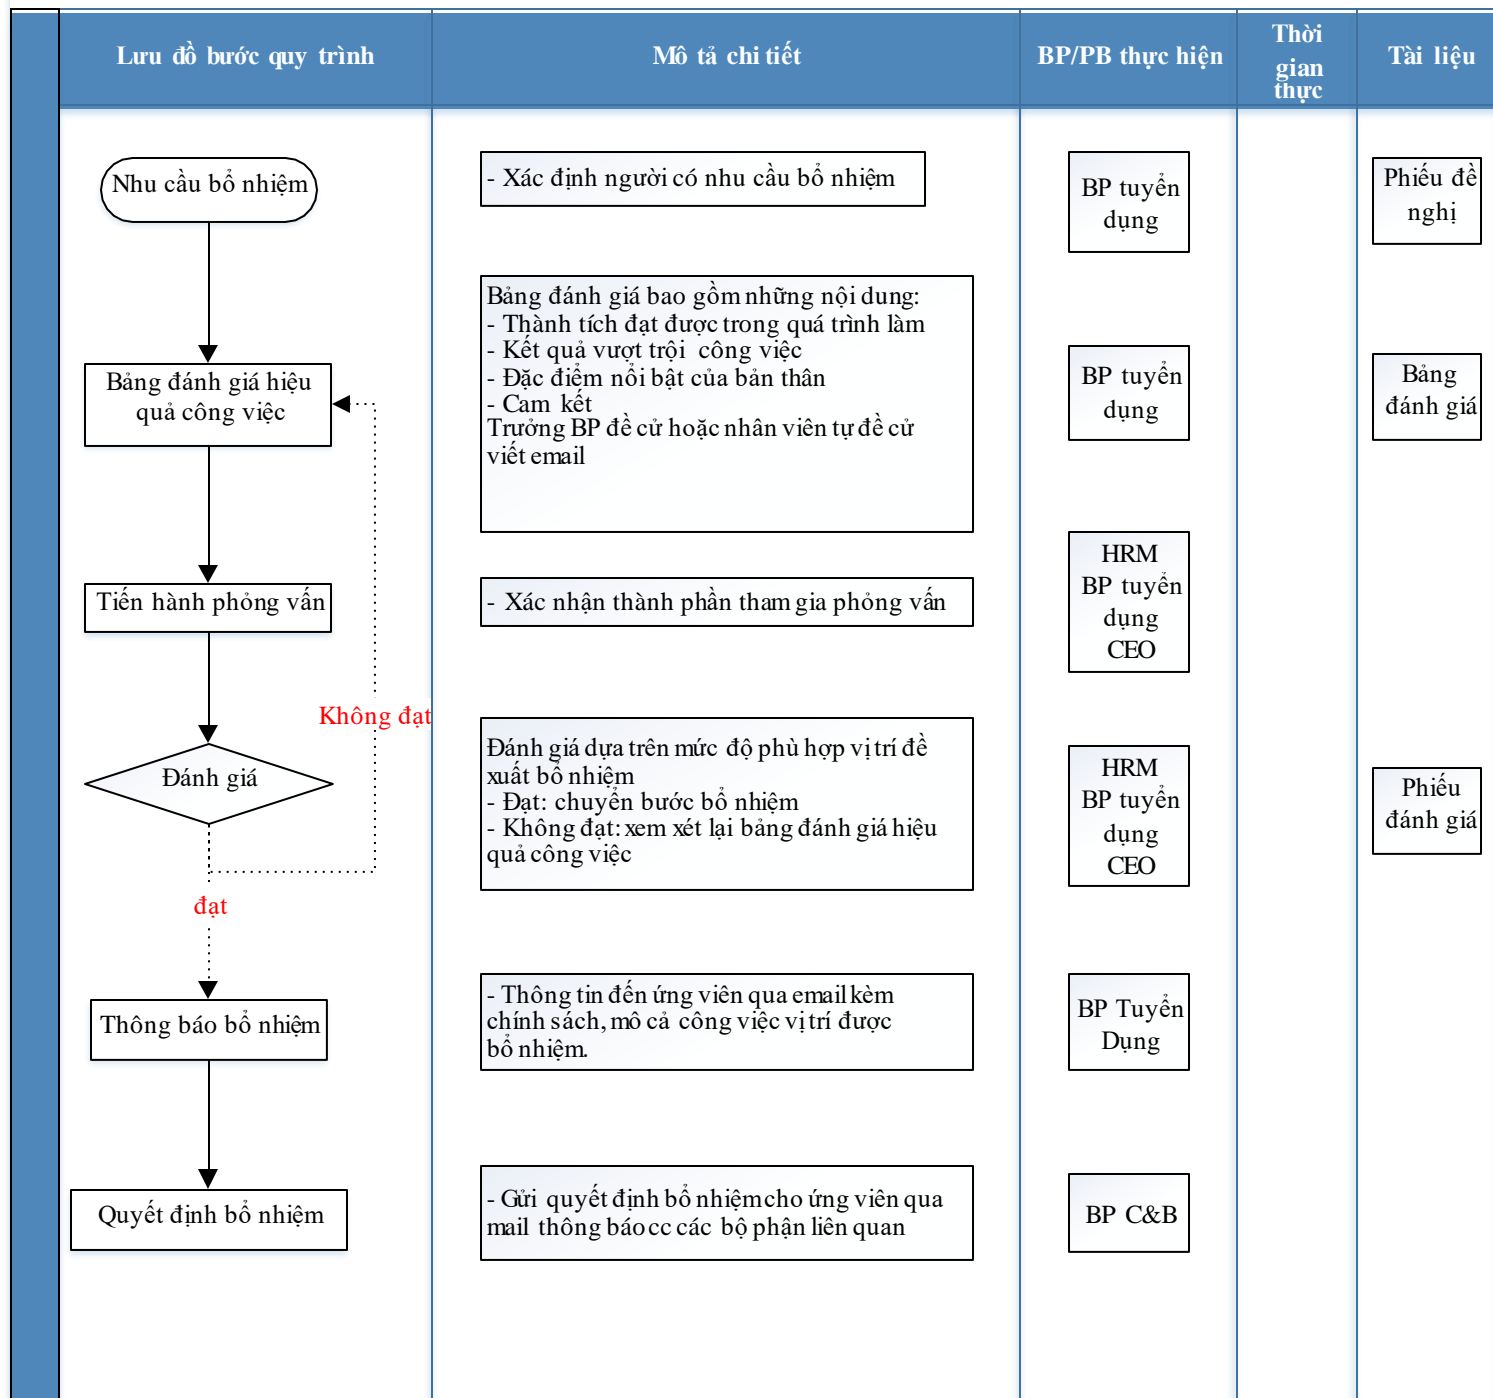 Lưu đồ bước quy trình
Mô tả chi tiết
BP/PB thực hiện
Thời
gian
thực
Tài liệu
Nhu cầu bổ nhiệm
- Xác định người có nhu cầu bổ nhiệm
BP tuyển
dụng
Phiếu đề
nghị
Bảng đánh giá hiệu
quả công việc
Bảng đánh giá bao gồm những nội dung:
- Thành tích đạt được trong quá trình làm
- Kết quả vượt trội công việc
- Đặc điểm nổi bật của bản thân
- Cam kết
Trưởng BP đề cử hoặc nhân viên tự đề cử
viết email
BP tuyển
dụng
Bảng
đánh giá
Tiến hành phỏng vấn
- Xác nhận thành phần tham gia phỏng vấn
HRM
BP tuyển
dụng
CEO
Không đạt
Đánh giá
Đánh giá dựa trên mức độ phù hợp vị trí đề
xuất bổ nhiệm
- Đạt: chuyển bước bổ nhiệm
- Không đạt: xem xét lại bảng đánh giá hiệu
quả công việc
HRM
BP tuyển
dụng
CEO
Phiếu
đánh giá
đạt
Thông báo bổ nhiệm
- Thông tin đến ứng viên qua email kèm
chính sách, mô cả công việc vị trí được
bổ nhiệm.
BP Tuyển
Dụng
Quyết định bổ nhiệm
- Gửi quyết định bổ nhiệm cho ứng viên qua
mail thông báo cc các bộ phận liên quan
BP C&B